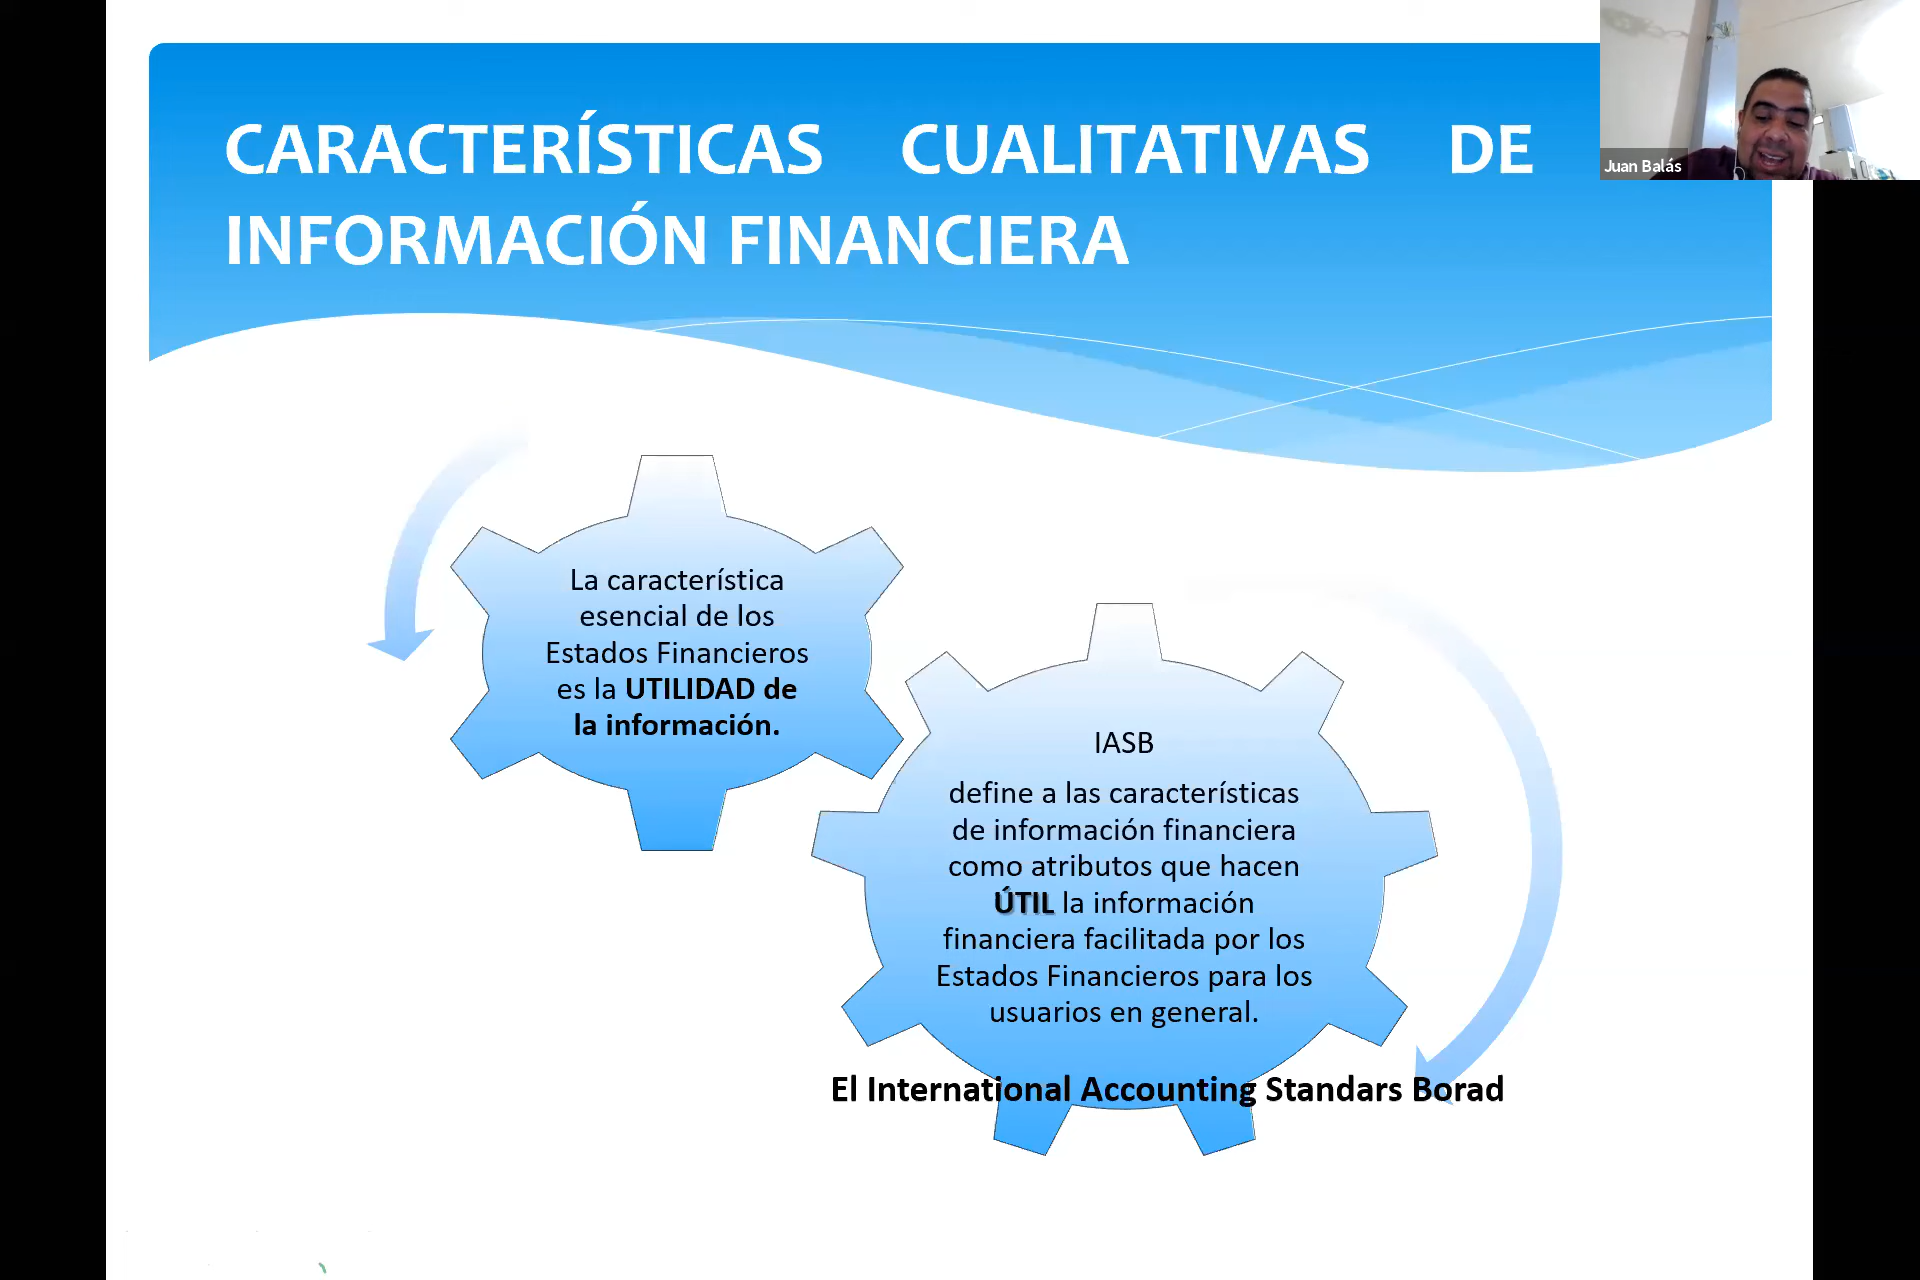 CARACTERÍSTICAS CUALITATIVAS DE
INFORMACIÓN FINANCIERA
Juan Balás
La característica
esencial de los
Estados Financieros
es la UTILIDAD de
la información.
IASB
define a las características
de información financiera
como atributos que hacen
ÚTIL la información
financiera facilitada por los
Estados Financieros para los
usuarios en general.
El International Accounting Standars Borad